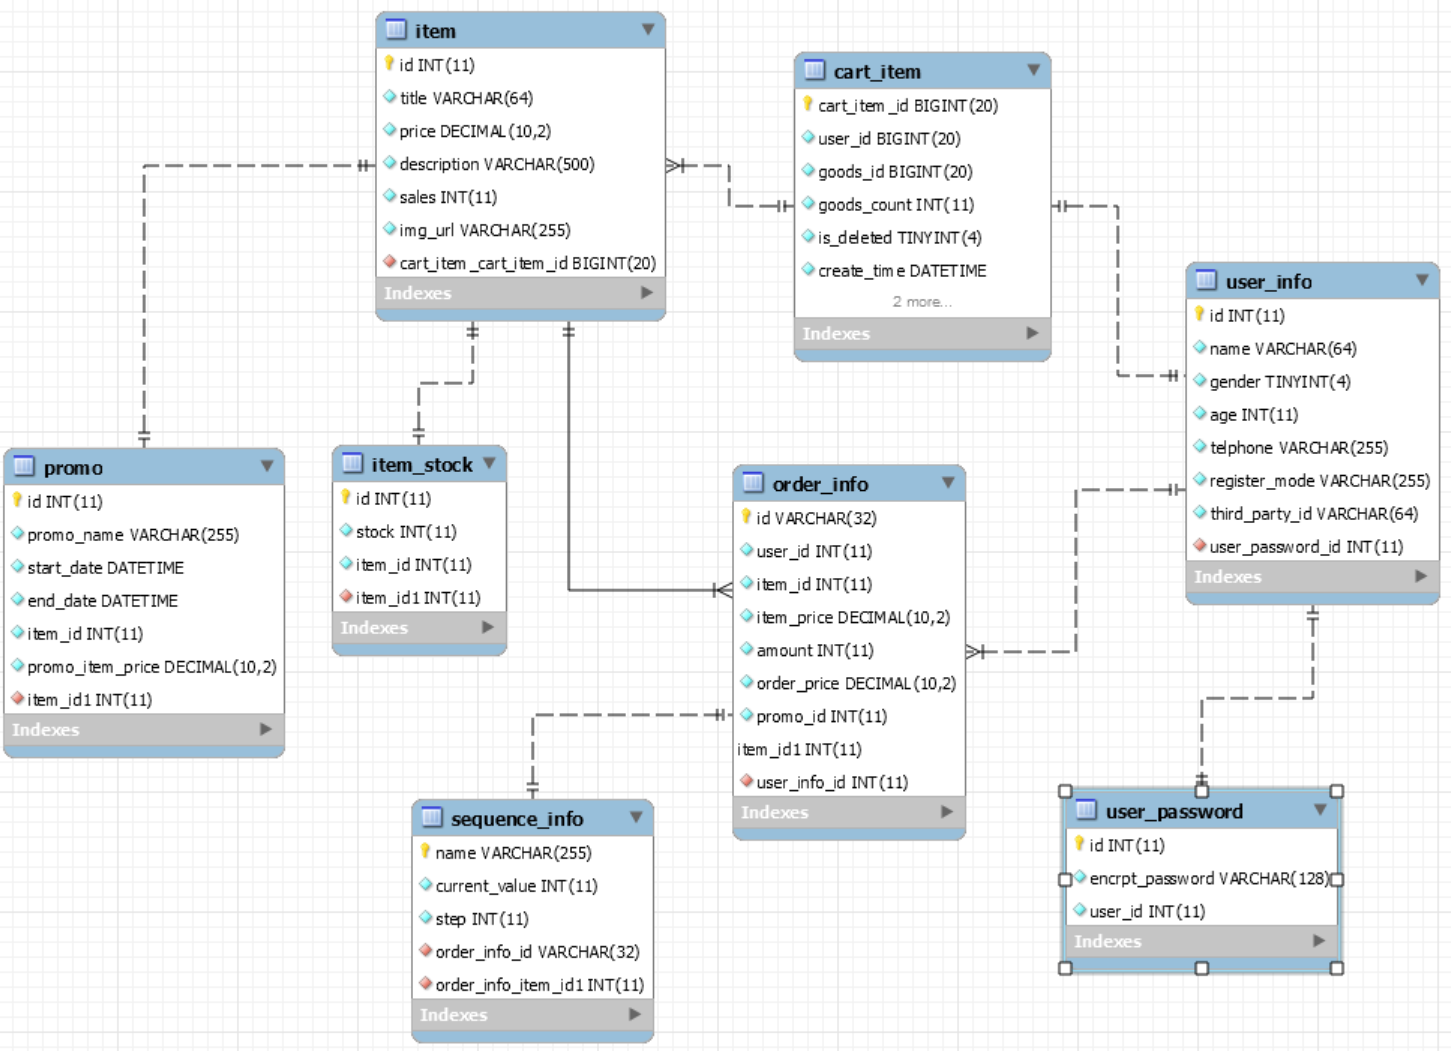 item
id INT(11)
title VARCHAR(64)
price DECIMAL(10,2)
description VARCHAR(500)
sales INT(11)
img_url VARCHAR(255)
cart_item_cart_item_id BIGINT(20)
Indexes
cart_item
cart_item_id BIGINT(20)
user_id BIGINT(20)
goods_id BIGINT(20)
goods_count INT(11)
is_deleted TINYINT(4)
create_time DATETIME
2 more...
Indexes
user_info
id INT(11)
name VARCHAR(64)
gender TINYINT(4)
age INT(11)
telphone VARCHAR(255)
register_mode VARCHAR(255)
third_party_id VARCHAR(64)
user_password_id INT(11)
Indexes
promo
id INT(11)
promo_name VARCHAR(255)
start_date DATETIME
end_date DATETIME
item_id INT(11)
promo_item_price DECIMAL(10,2)
item_id1 INT(11)
Indexes
item_stock
id INT(11)
stock INT(11)
item_id INT(11)
item_id1 INT(11)
Indexes
order_info
id VARCHAR(32)
user_id INT(11)
item_id INT(11)
item_price DECIMAL(10,2)
amount INT(11)
order_price DECIMAL(10,2)
promo_id INT(11)
item_id1 INT(11)
user_info_id INT(11)
Indexes
sequence_info
name VARCHAR(255)
current_value INT(11)
step INT(11)
order_info_id VARCHAR(32)
order_info_item_id1 INT(11)
Indexes
user_password
id INT(11)
encrpt_password VARCHAR(128)
user_id INT(11)
Indexes